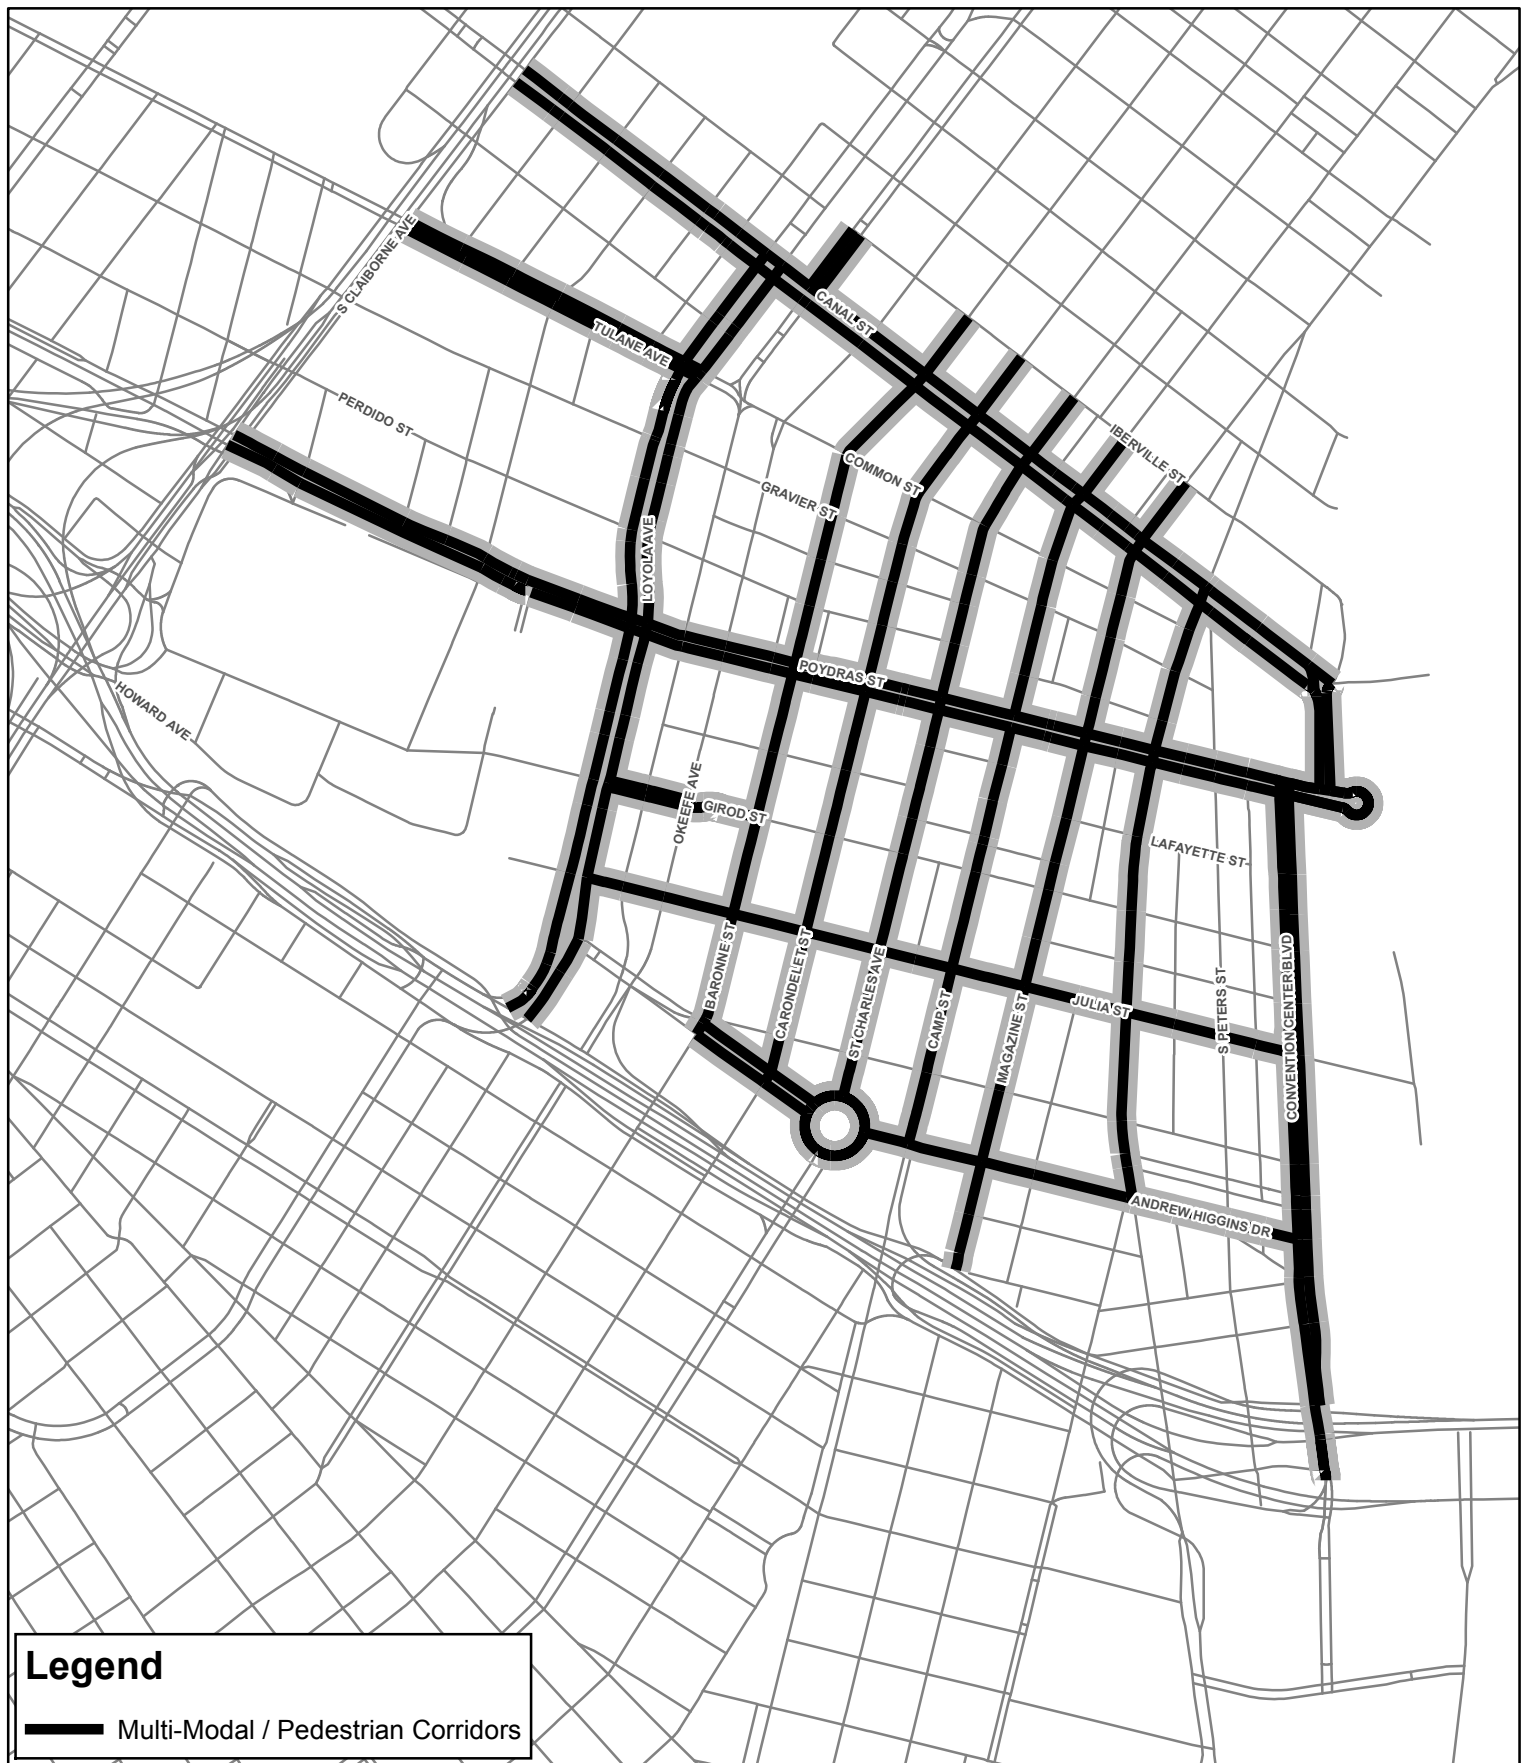 S CLAIBORNE AVE
CANAL ST
TULANE AVE
PERDIDO ST
IBERVILLE ST
COMMON ST
GRAVIER ST
LOYOLA AVE
POYDRAS ST
HOWARD AVE
OKEEFE AVE
GIROD ST
LAFAYETTE ST
BARONNE ST
CARONDELET ST
ST CHARLES AVE
CAMP ST
MAGAZINE ST
JULIA ST
S PETERS ST
CONVENTION CENTER BLVD
ANDREW HIGGINS DR
Legend
Multi-Modal / Pedestrian Corridors